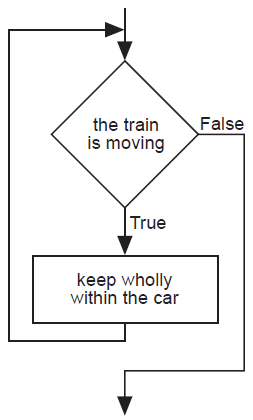 the train
is moving
False
True
keep wholly
within the car